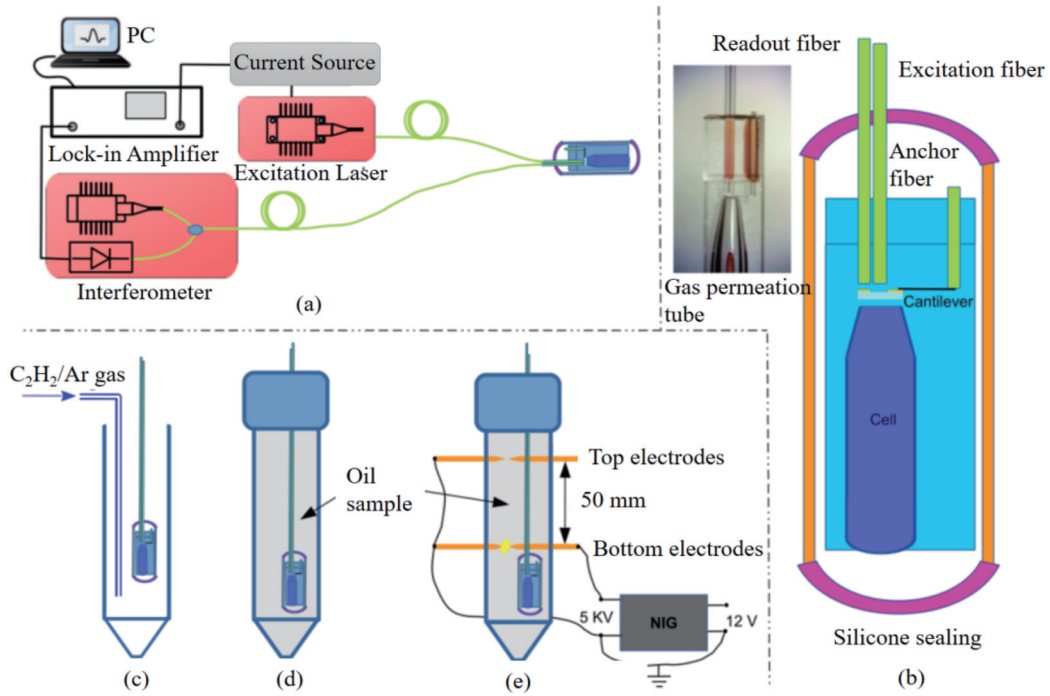 PC
Current Source
Lock-in Amplifier
Excitation Laser
Interferometer
(a)
Readout fiber
Excitation fiber
Anchor
fiber
Gas permeation
tube
Cantilever
Cell
Silicone sealing
(b)
C₂H₂/Ar gas
(c)
Oil
sample
(d)
Top electrodes
50 mm
Bottom electrodes
5 KV
NIG
12 V
(e)